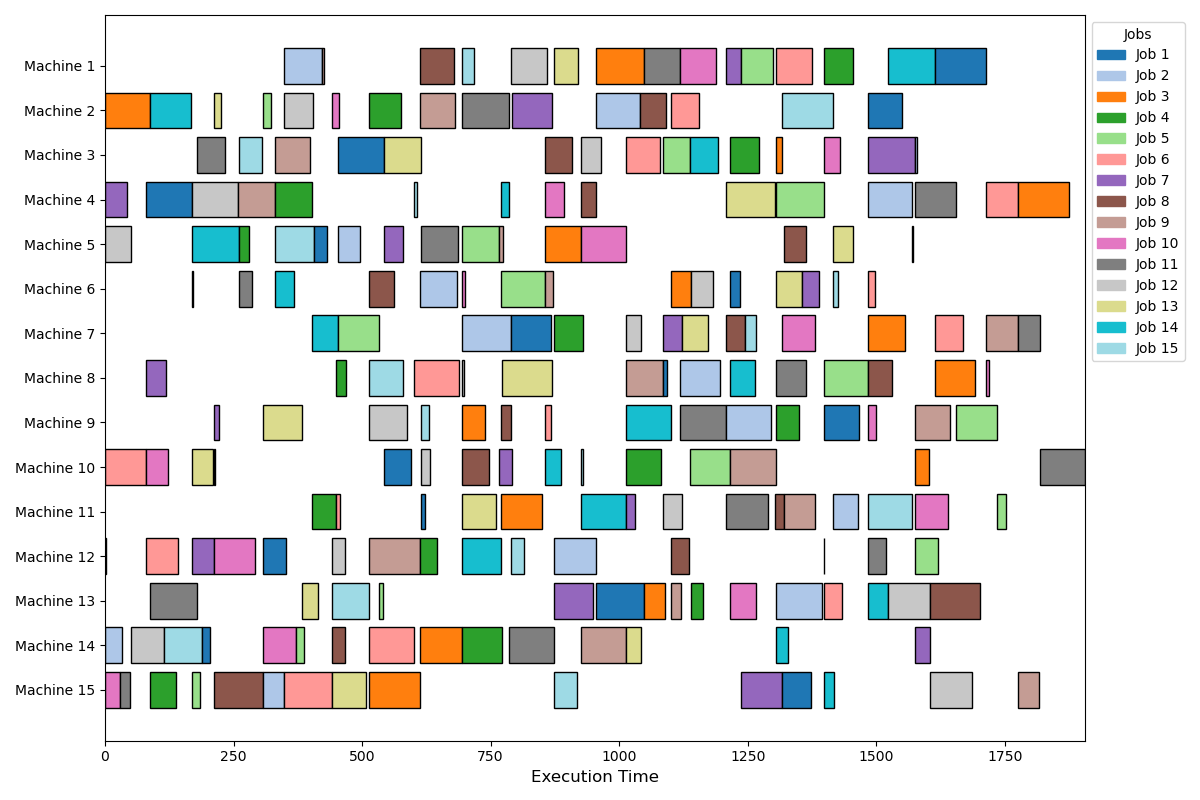 Machine 1
Machine 2
Machine 3
Machine 4
Machine 5
Machine 6
Machine 7
Machine 8
Machine 9
Machine 10
Machine 11
Machine 12
Machine 13
Machine 14
Machine 15
0 250 500 750 1000 1250 1500 1750
Execution Time
Jobs
Job 1
Job 2
Job 3
Job 4
Job 5
Job 6
Job 7
Job 8
Job 9
Job 10
Job 11
Job 12
Job 13
Job 14
Job 15